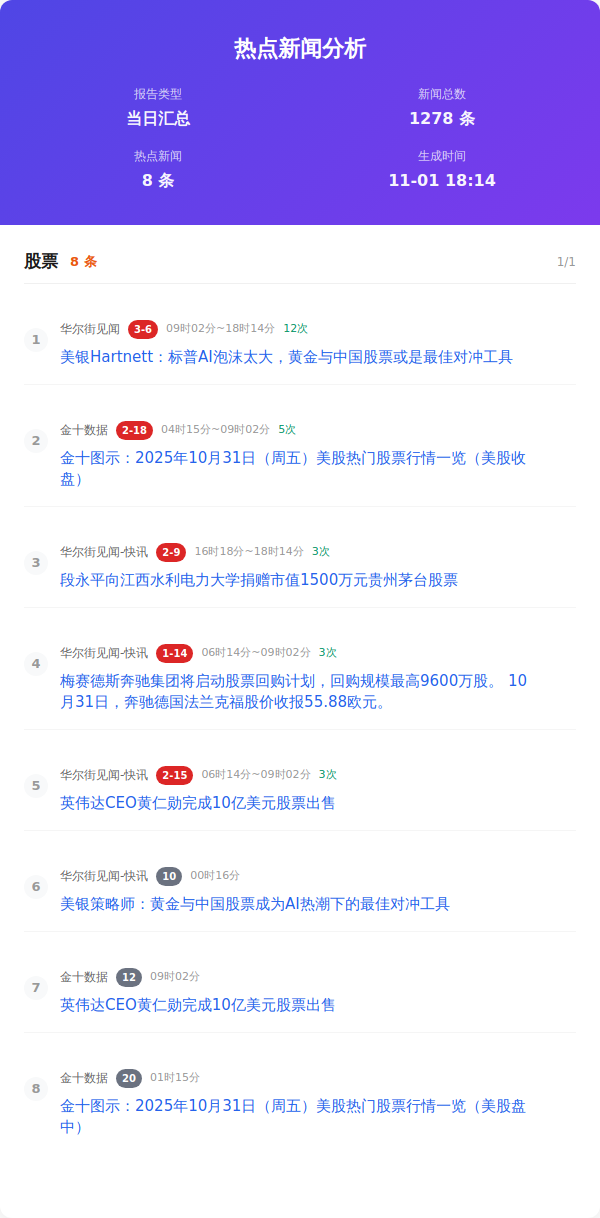 热点新闻分析
报告类型
当日汇总
新闻总数
1278 条
热点新闻
8 条
生成时间
11-01 18:14
股票 8 条 1/1
1
华尔街见闻 3-6 09时02分~18时14分 12次
美银Hartnett：标普AI泡沫太大，黄金与中国股票或是最佳对冲工具
2
金十数据 2-18 04时15分~09时02分 5次
金十图示：2025年10月31日（周五）美股热门股票行情一览（美股收
盘）
3
华尔街见闻-快讯 2-9 16时18分~18时14分 3次
段永平向江西水利电力大学捐赠市值1500万元贵州茅台股票
4
华尔街见闻-快讯 1-14 06时14分~09时02分 3次
梅赛德斯奔驰集团将启动股票回购计划，回购规模最高9600万股。 10
月31日，奔驰德国法兰克福股价收报55.88欧元。
5
华尔街见闻-快讯 2-15 06时14分~09时02分 3次
英伟达CEO黄仁勋完成10亿美元股票出售
6
华尔街见闻-快讯 10 00时16分
美银策略师：黄金与中国股票成为AI热潮下的最佳对冲工具
7
金十数据 12 09时02分
英伟达CEO黄仁勋完成10亿美元股票出售
8
金十数据 20 01时15分
金十图示：2025年10月31日（周五）美股热门股票行情一览（美股盘
中）